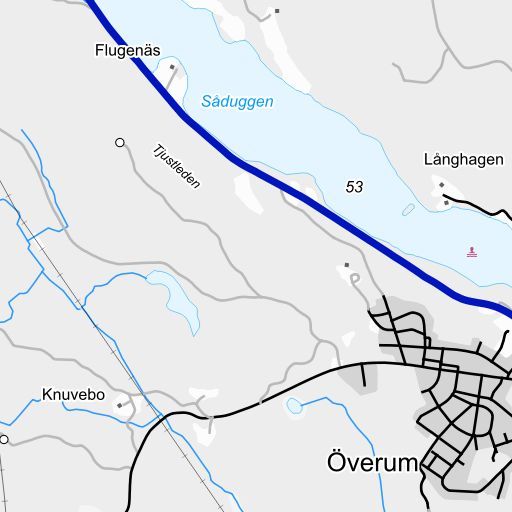 Flugenäs
Såduggen
Tjustleden
Långhagen
53
Knuvebo
Överum